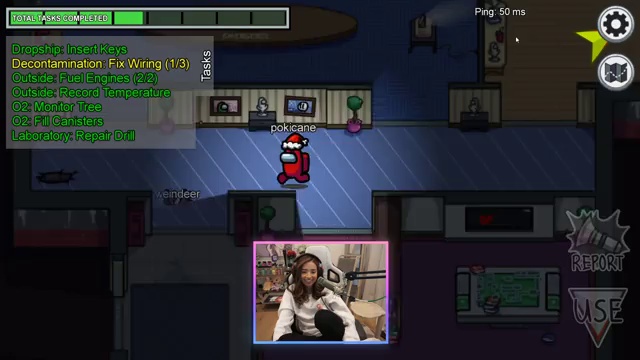 TOTAL TASKS COMPLETED
Ping: 50 ms
Dropship: Insert Keys
Decontamination: Fix Wiring (1/3)
Outside: Fuel Engines (2/2)
Outside: Record Temperature
O2: Monitor Tree
O2: Fill Canisters
Laboratory: Repair Drill
Tasks
pokicane
REPORT
USE